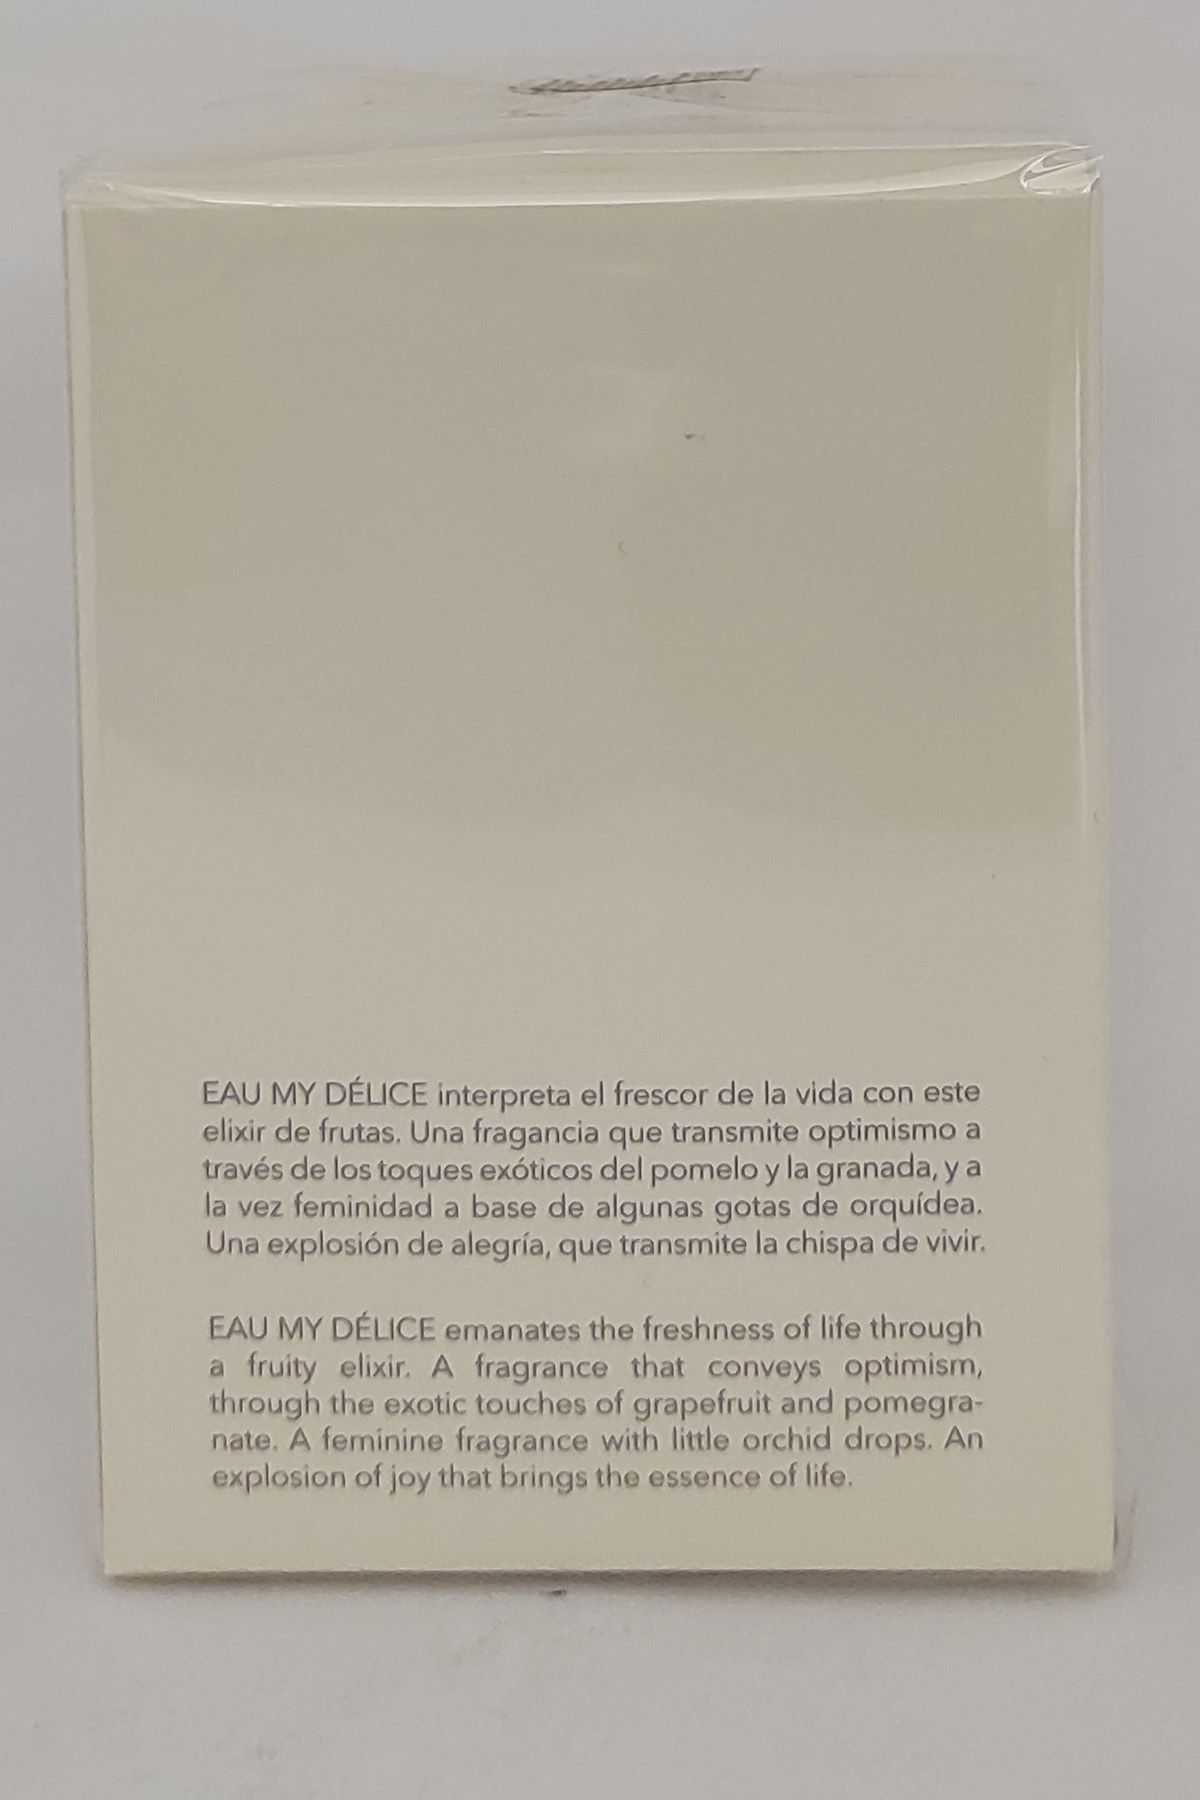 EAU MY DÉLICE interpreta el frescor de la vida con este
elixir de frutas. Una fragancia que transmite optimismo a
través de los toques exóticos del pomelo y la granada, y a
la vez feminidad a base de algunas gotas de orquídea.
Una explosión de alegría, que transmite la chispa de vivir.
EAU MY DÉLICE emanates the freshness of life through
a fruity elixir. A fragrance that conveys optimism,
through the exotic touches of grapefruit and pomegra-
nate. A feminine fragrance with little orchid drops. An
explosion of joy that brings the essence of life.